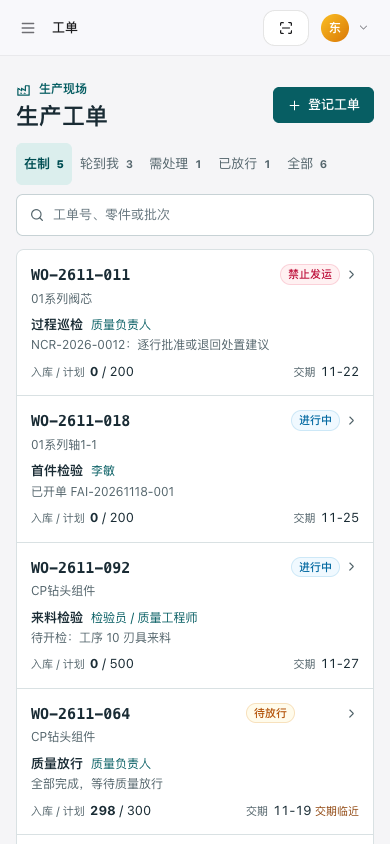 工单
东
生产现场
生产工单
登记工单
在制 5 轮到我 3 需处理 1 已放行 1 全部 6
工单号、零件或批次
WO-2611-011 禁止发运
01系列阀芯
过程巡检 质量负责人
NCR-2026-0012：逐行批准或退回处置建议
入库 / 计划 0 / 200 交期 11-22
WO-2611-018 进行中
01系列轴1-1
首件检验 李敏
已开单 FAI-20261118-001
入库 / 计划 0 / 200 交期 11-25
WO-2611-092 进行中
CP钻头组件
来料检验 检验员 / 质量工程师
待开检：工序 10 刃具来料
入库 / 计划 0 / 500 交期 11-27
WO-2611-064 待放行
CP钻头组件
质量放行 质量负责人
全部完成，等待质量放行
入库 / 计划 298 / 300 交期 11-19 交期临近